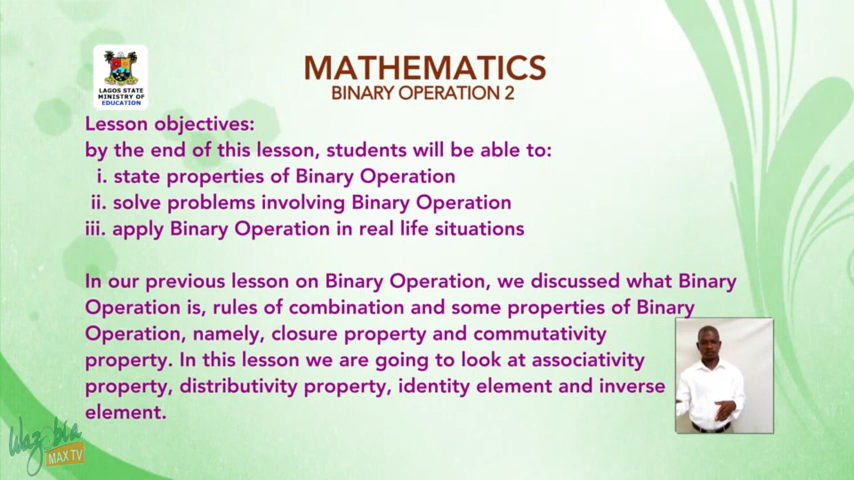 MATHEMATICS
BINARY OPERATION 2
LAGOS STATE
MINISTRY OF
EDUCATION
Lesson objectives:
by the end of this lesson, students will be able to:
i. state properties of Binary Operation
ii. solve problems involving Binary Operation
iii. apply Binary Operation in real life situations
In our previous lesson on Binary Operation, we discussed what Binary
Operation is, rules of combination and some properties of Binary
Operation, namely, closure property and commutativity
property. In this lesson we are going to look at associativity
property, distributivity property, identity element and inverse
element.
Wazobia
MAX TV